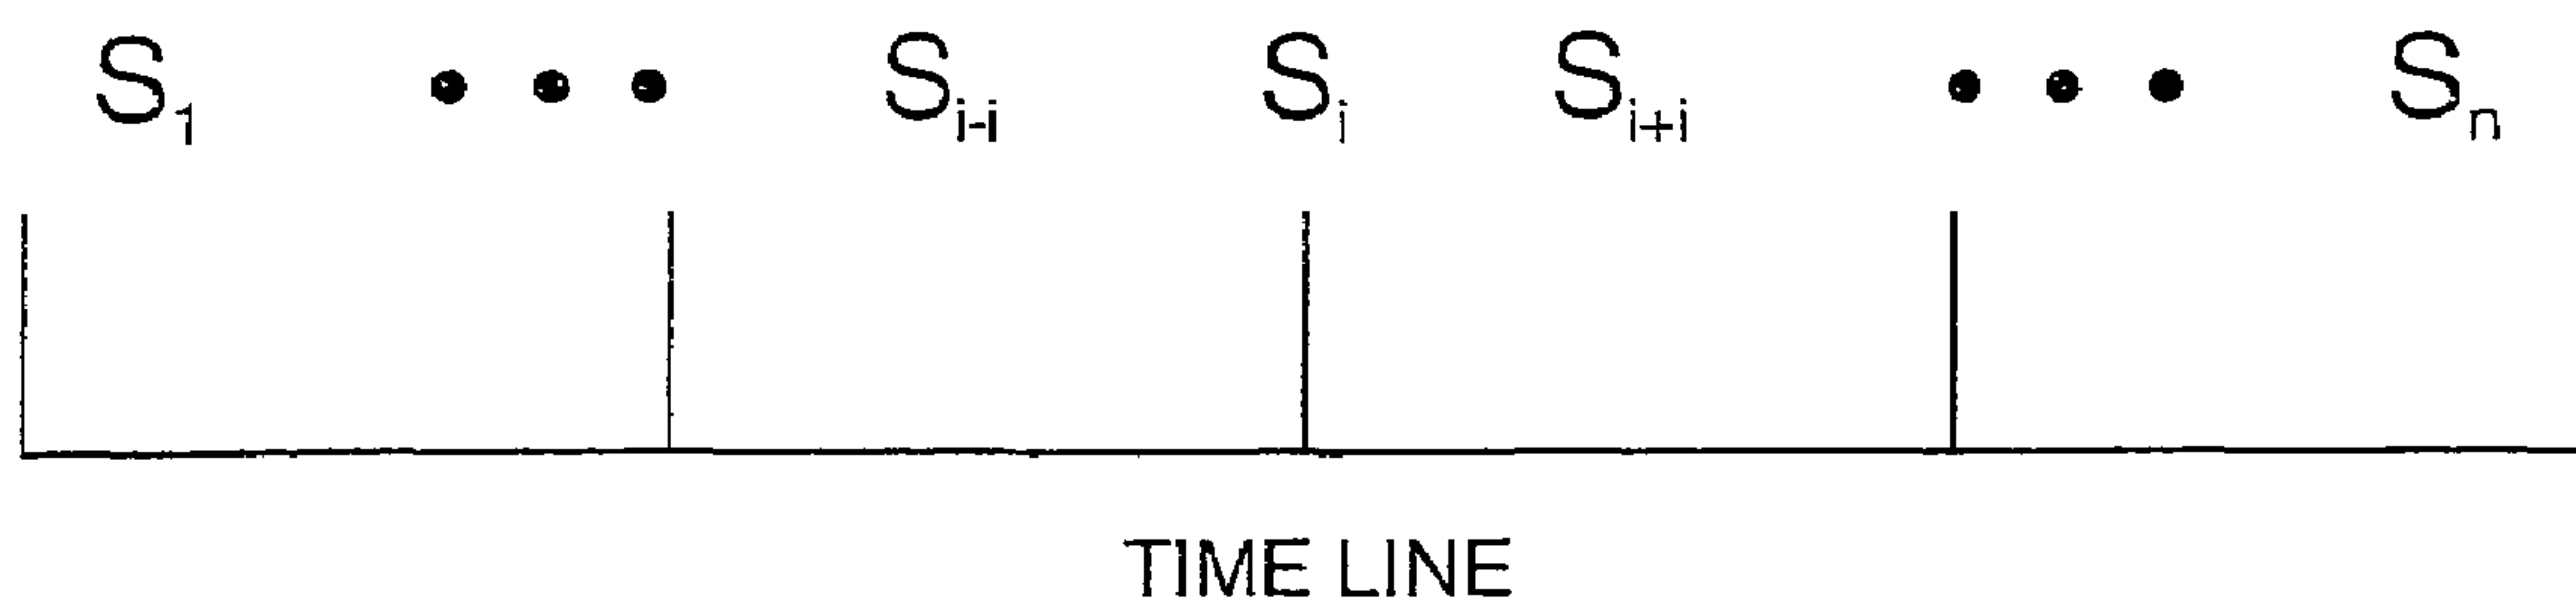 S₁ • • • Sᵢ₋ᵢ Sᵢ Sᵢ₊ᵢ • • • Sₙ
TIME LINE